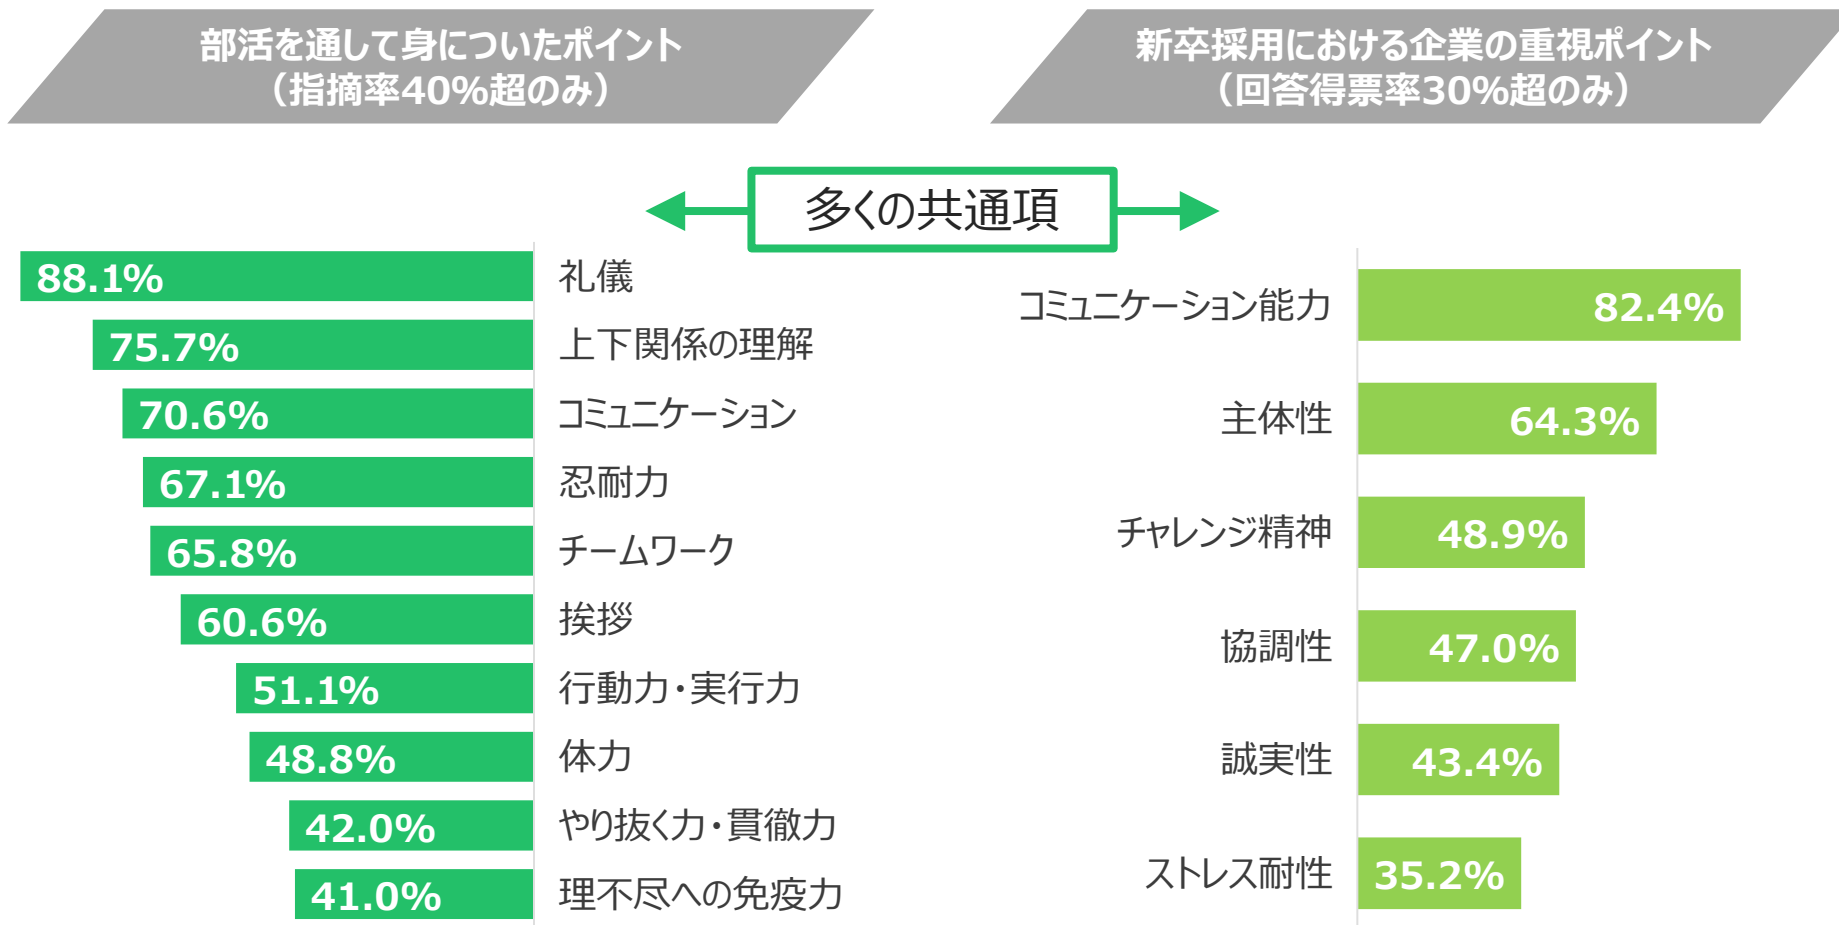 部活を通して身についたポイント
（指摘率40%超のみ）
新卒採用における企業の重視ポイント
（回答得票率30%超のみ）
多くの共通項
88.1% 礼儀
75.7% 上下関係の理解
70.6% コミュニケーション
67.1% 忍耐力
65.8% チームワーク
60.6% 挨拶
51.1% 行動力・実行力
48.8% 体力
42.0% やり抜く力・貫徹力
41.0% 理不尽への免疫力
コミュニケーション能力 82.4%
主体性 64.3%
チャレンジ精神 48.9%
協調性 47.0%
誠実性 43.4%
ストレス耐性 35.2%